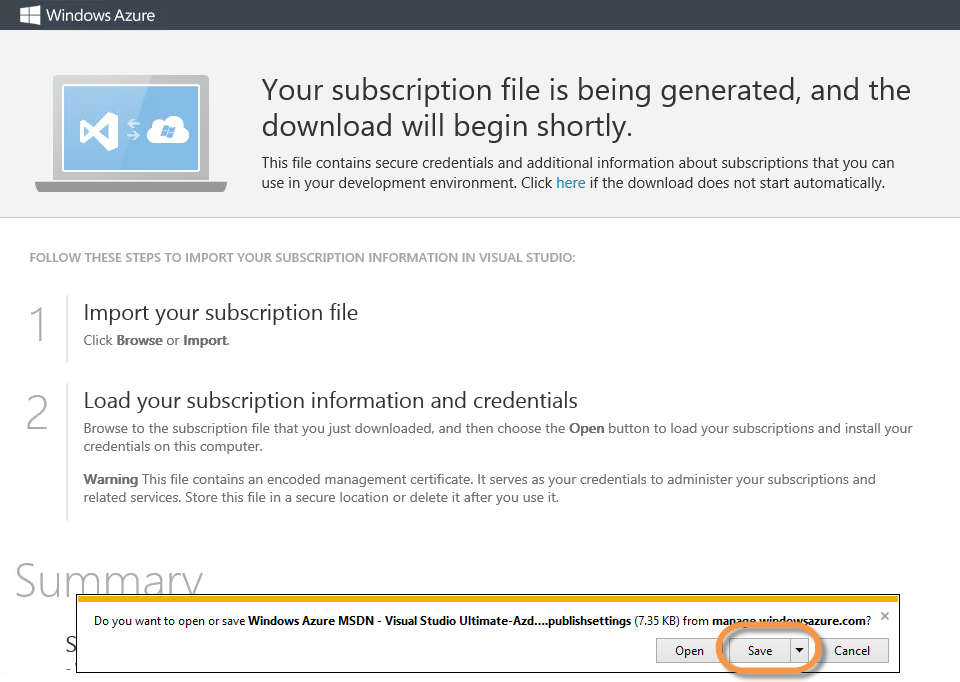 Windows Azure
Your subscription file is being generated, and the
download will begin shortly.
This file contains secure credentials and additional information about subscriptions that you can
use in your development environment. Click here if the download does not start automatically.
FOLLOW THESE STEPS TO IMPORT YOUR SUBSCRIPTION INFORMATION IN VISUAL STUDIO:
1
Import your subscription file
Click Browse or Import.
2
Load your subscription information and credentials
Browse to the subscription file that you just downloaded, and then choose the Open button to load your subscriptions and install your
credentials on this computer.
Warning This file contains an encoded management certificate. It serves as your credentials to administer your subscriptions and
related services. Store this file in a secure location or delete it after you use it.
Summary
Do you want to open or save Windows Azure MSDN - Visual Studio Ultimate-Azd....publishsettings (7.35 KB) from manage.windowsazure.com?
Open Save Cancel